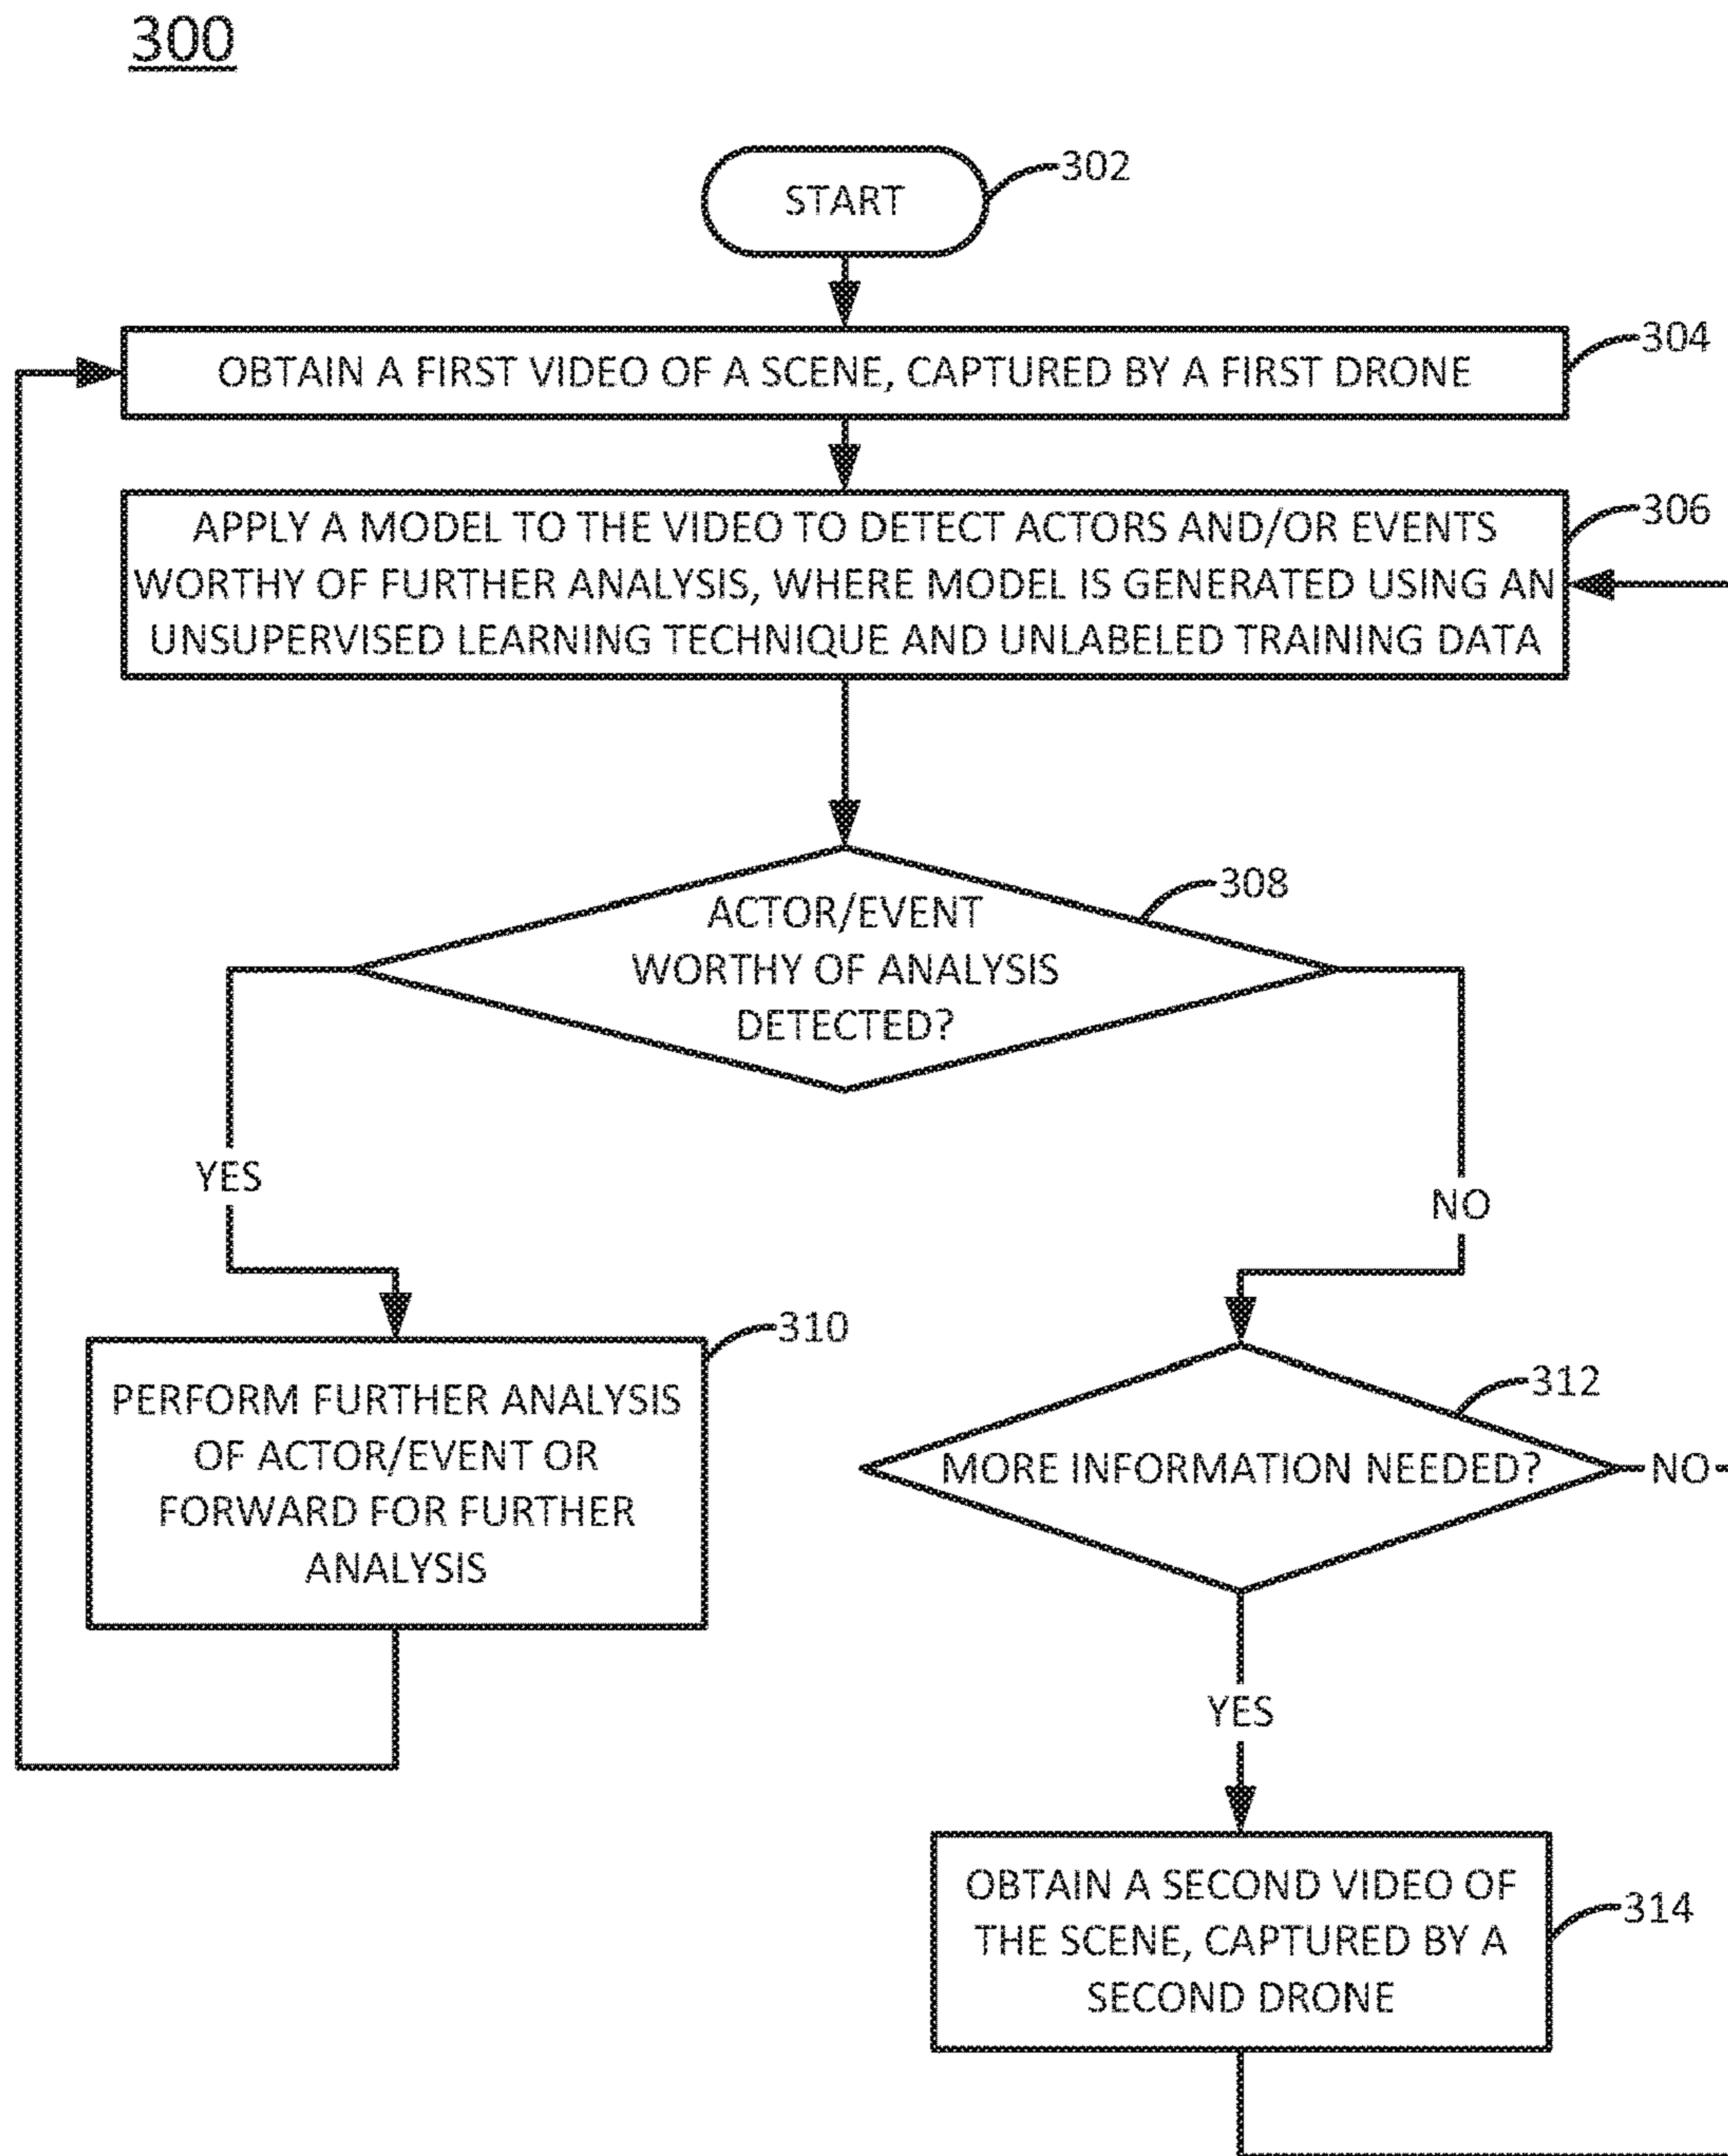 300
START
302
OBTAIN A FIRST VIDEO OF A SCENE, CAPTURED BY A FIRST DRONE
304
APPLY A MODEL TO THE VIDEO TO DETECT ACTORS AND/OR EVENTS
WORTHY OF FURTHER ANALYSIS, WHERE MODEL IS GENERATED USING AN
UNSUPERVISED LEARNING TECHNIQUE AND UNLABELED TRAINING DATA
306
ACTOR/EVENT
WORTHY OF ANALYSIS
DETECTED?
308
YES
NO
PERFORM FURTHER ANALYSIS
OF ACTOR/EVENT OR
FORWARD FOR FURTHER
ANALYSIS
310
MORE INFORMATION NEEDED?
312
NO
YES
OBTAIN A SECOND VIDEO OF
THE SCENE, CAPTURED BY A
SECOND DRONE
314